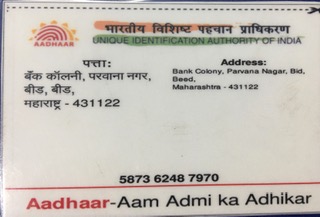 भारतीय विशिष्ट पहचान प्राधिकरण
AADHAAR
UNIQUE IDENTIFICATION AUTHORITY OF INDIA
पत्ता:
बँक कॉलनी, परवाना नगर,
बीड, बीड,
महाराष्ट्र - 431122
Address:
Bank Colony, Parvana Nagar, Bid,
Beed,
Maharashtra - 431122
5873 6248 7970
Aadhaar-Aam Admi ka Adhikar